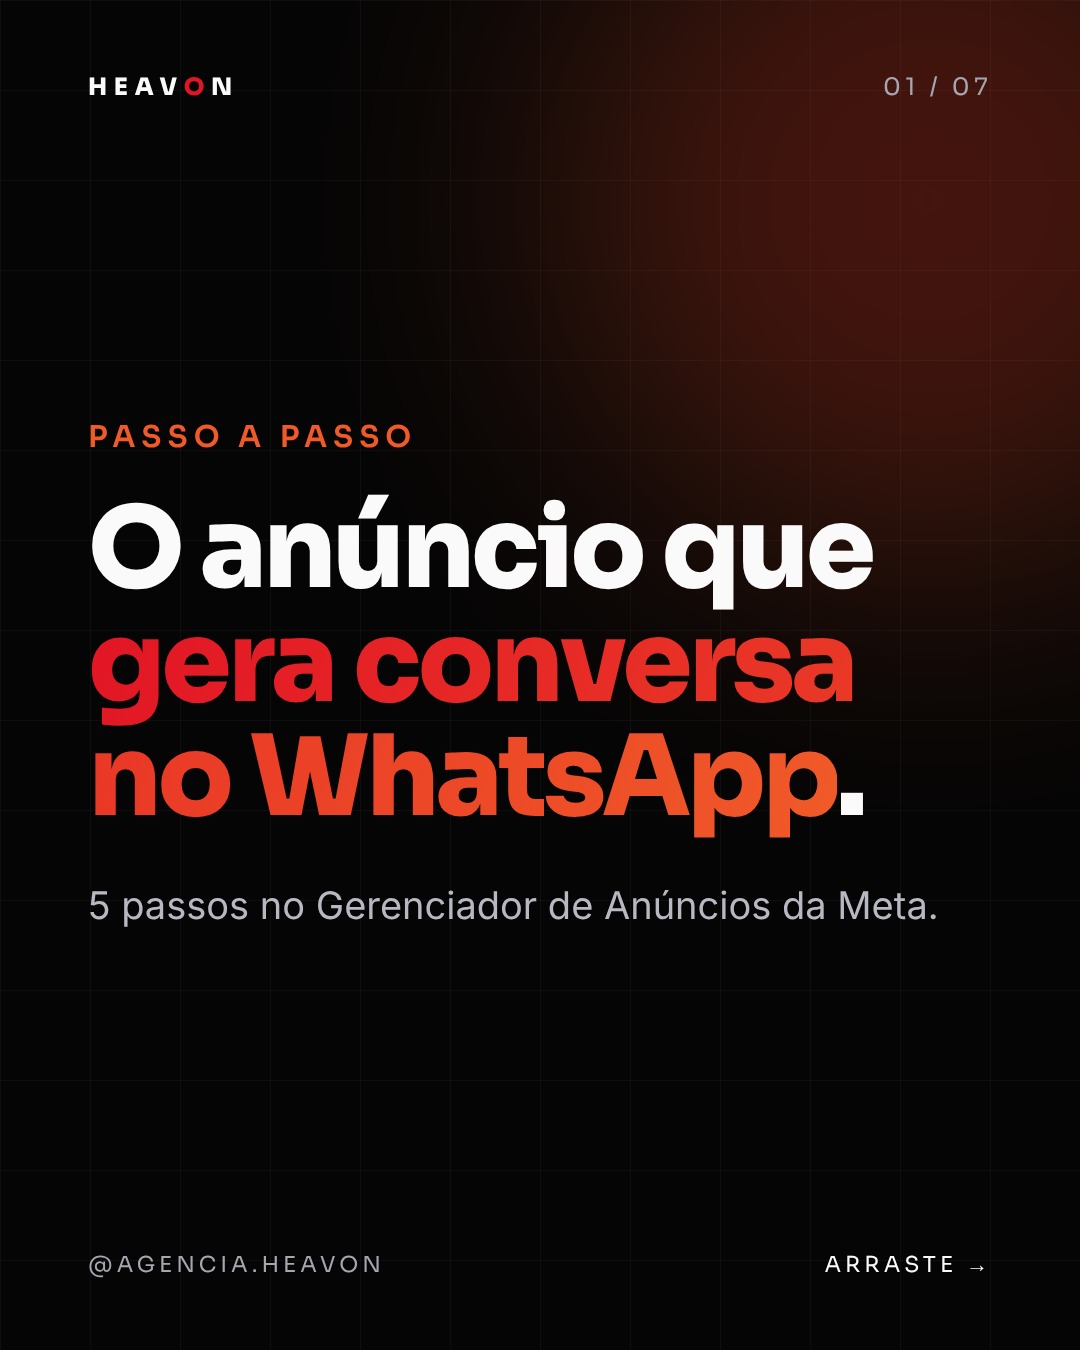 HEAVON
01 / 07
PASSO A PASSO
O anúncio que
gera conversa
no WhatsApp.
5 passos no Gerenciador de Anúncios da Meta.
@AGENCIA.HEAVON
ARRASTE →